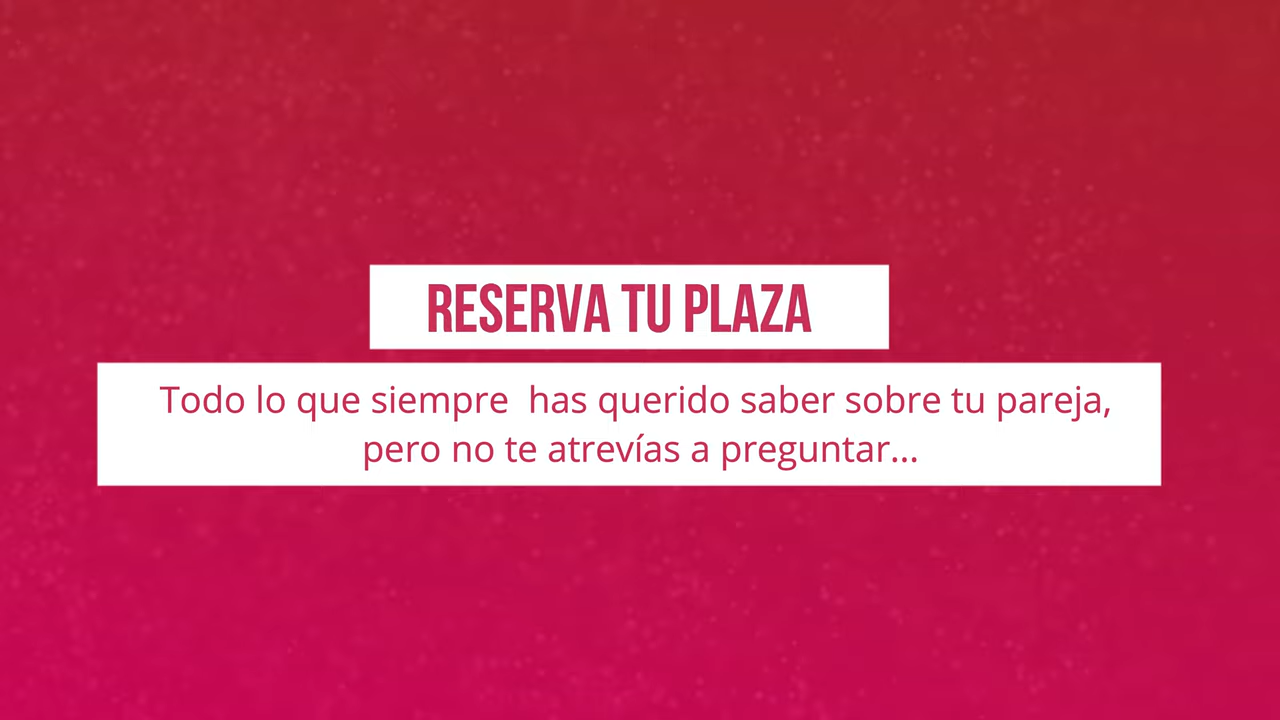 RESERVA TU PLAZA
Todo lo que siempre  has querido saber sobre tu pareja,
pero no te atrevías a preguntar...